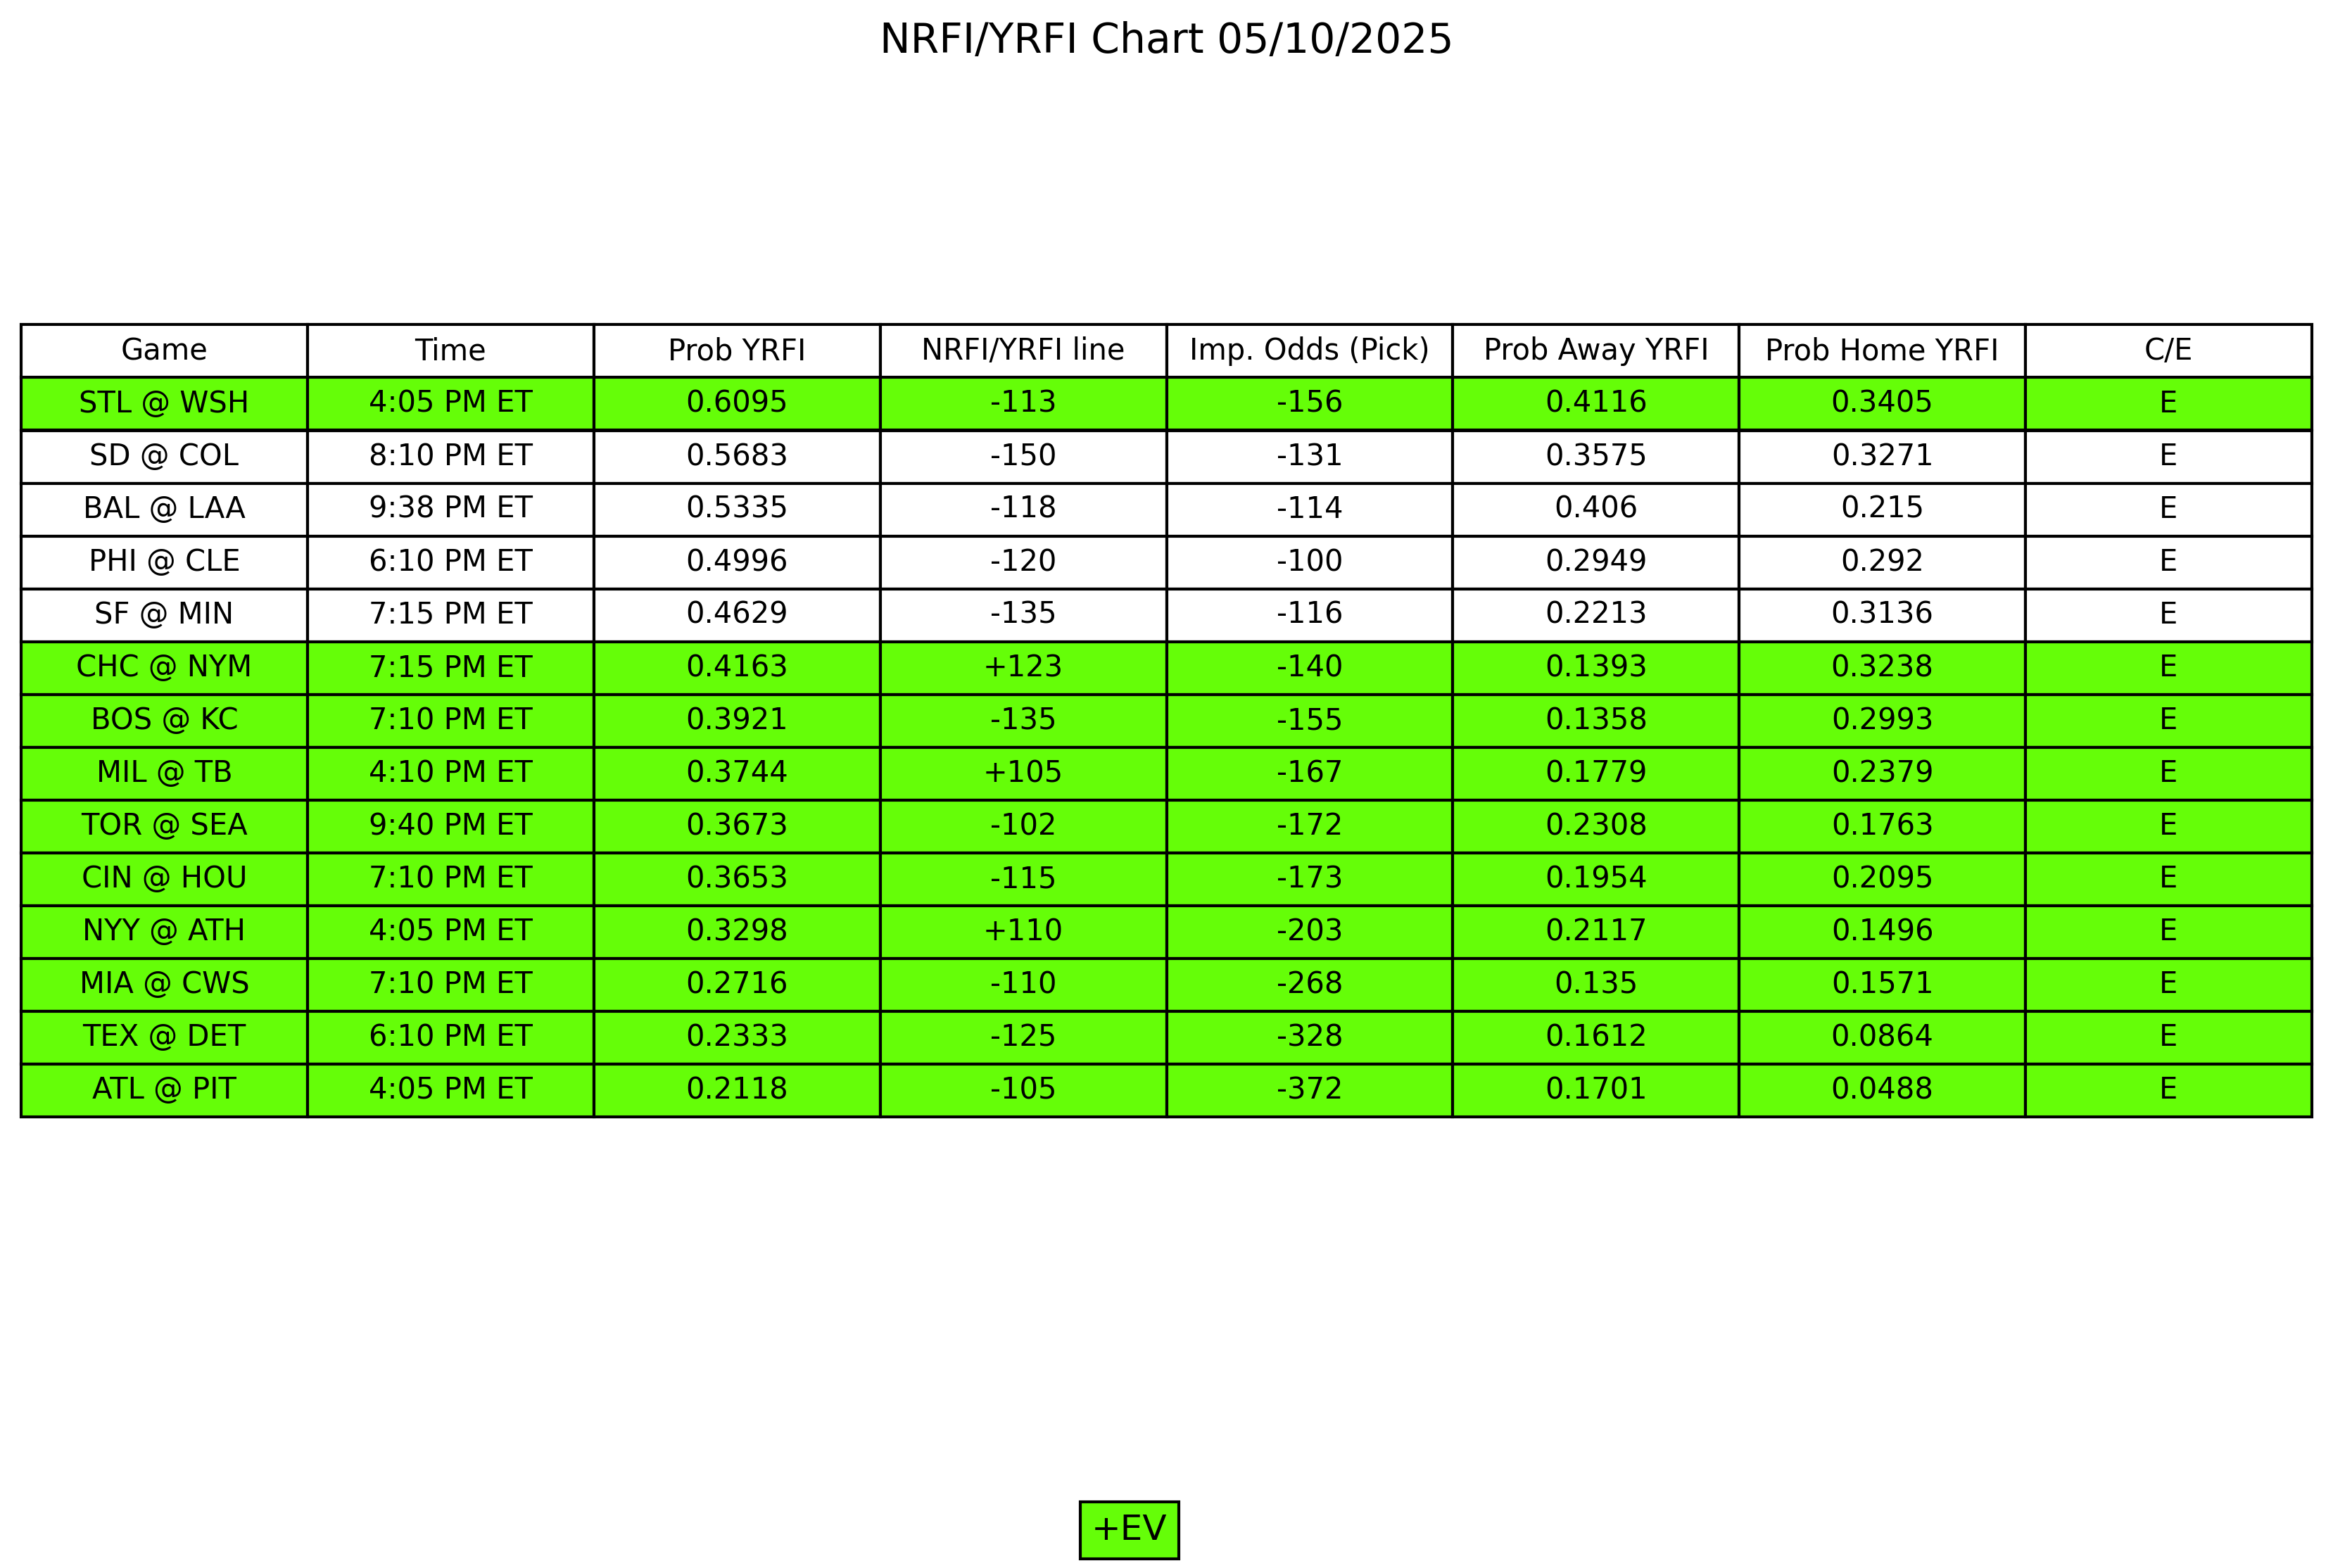 NRFI/YRFI Chart 05/10/2025
Game Time Prob YRFI NRFI/YRFI line Imp. Odds (Pick) Prob Away YRFI Prob Home YRFI C/E
STL @ WSH 4:05 PM ET 0.6095 -113 -156 0.4116 0.3405 E
SD @ COL 8:10 PM ET 0.5683 -150 -131 0.3575 0.3271 E
BAL @ LAA 9:38 PM ET 0.5335 -118 -114 0.406 0.215 E
PHI @ CLE 6:10 PM ET 0.4996 -120 -100 0.2949 0.292 E
SF @ MIN 7:15 PM ET 0.4629 -135 -116 0.2213 0.3136 E
CHC @ NYM 7:15 PM ET 0.4163 +123 -140 0.1393 0.3238 E
BOS @ KC 7:10 PM ET 0.3921 -135 -155 0.1358 0.2993 E
MIL @ TB 4:10 PM ET 0.3744 +105 -167 0.1779 0.2379 E
TOR @ SEA 9:40 PM ET 0.3673 -102 -172 0.2308 0.1763 E
CIN @ HOU 7:10 PM ET 0.3653 -115 -173 0.1954 0.2095 E
NYY @ ATH 4:05 PM ET 0.3298 +110 -203 0.2117 0.1496 E
MIA @ CWS 7:10 PM ET 0.2716 -110 -268 0.135 0.1571 E
TEX @ DET 6:10 PM ET 0.2333 -125 -328 0.1612 0.0864 E
ATL @ PIT 4:05 PM ET 0.2118 -105 -372 0.1701 0.0488 E
+EV